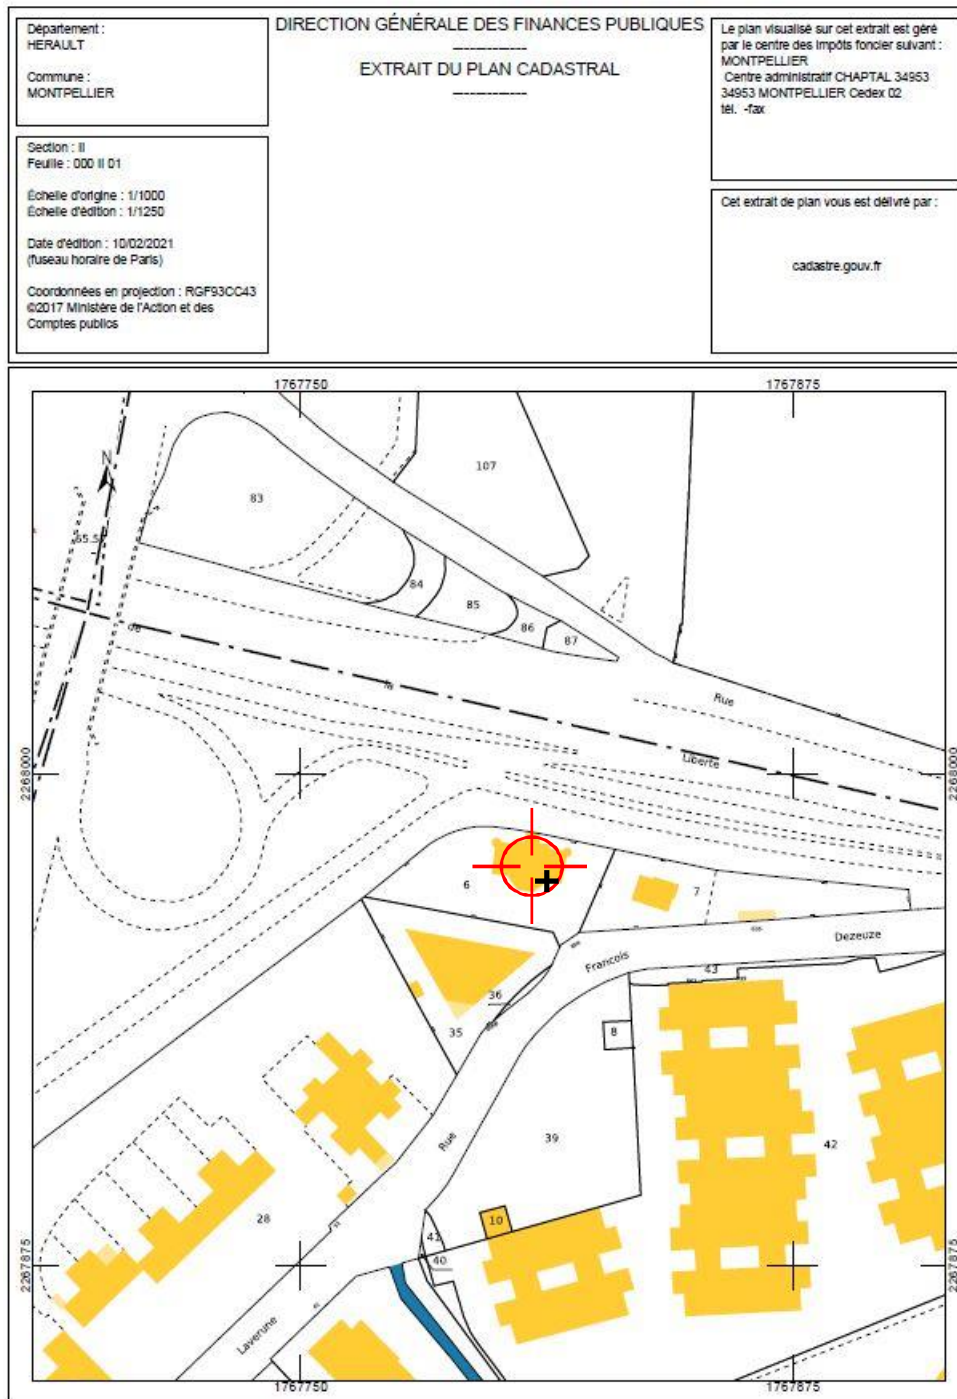 Département :
HERAULT
Commune :
MONTPELLIER
Section : II
Feuille : 000 II 01
Échelle d'origine : 1/1000
Échelle d'édition : 1/1250
Date d'édition : 10/02/2021
(fuseau horaire de Paris)
Coordonnées en projection : RGF93CC43
©2017 Ministère de l'Action et des
Comptes publics
DIRECTION GÉNÉRALE DES FINANCES PUBLIQUES
-------------
EXTRAIT DU PLAN CADASTRAL
-------------
Le plan visualisé sur cet extrait est géré
par le centre des impôts foncier suivant :
MONTPELLIER
Centre administratif CHAPTAL 34953
34953 MONTPELLIER Cedex 02
tél. -fax
Cet extrait de plan vous est délivré par :
cadastre.gouv.fr
1767750
1767875
N
107
83
84
85
86
87
de
la
Rue
Liberte
2268000
2268000
6
7
Dezeuze
Francois
43
36
35
8
Rue
39
42
28
10
41
40
2267875
2267875
Laverune
1767750
1767875